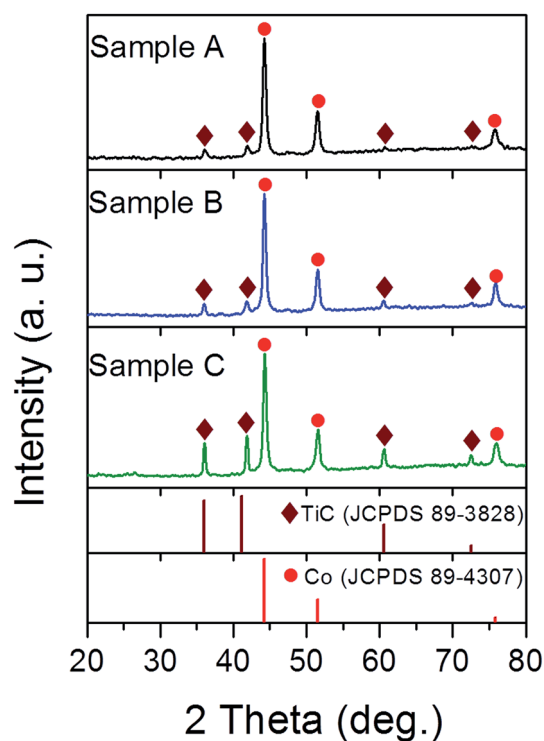 Sample A
Sample B
Sample C
TiC (JCPDS 89-3828)
Co (JCPDS 89-4307)
20 30 40 50 60 70 80
2 Theta (deg.)
Intensity (a. u.)